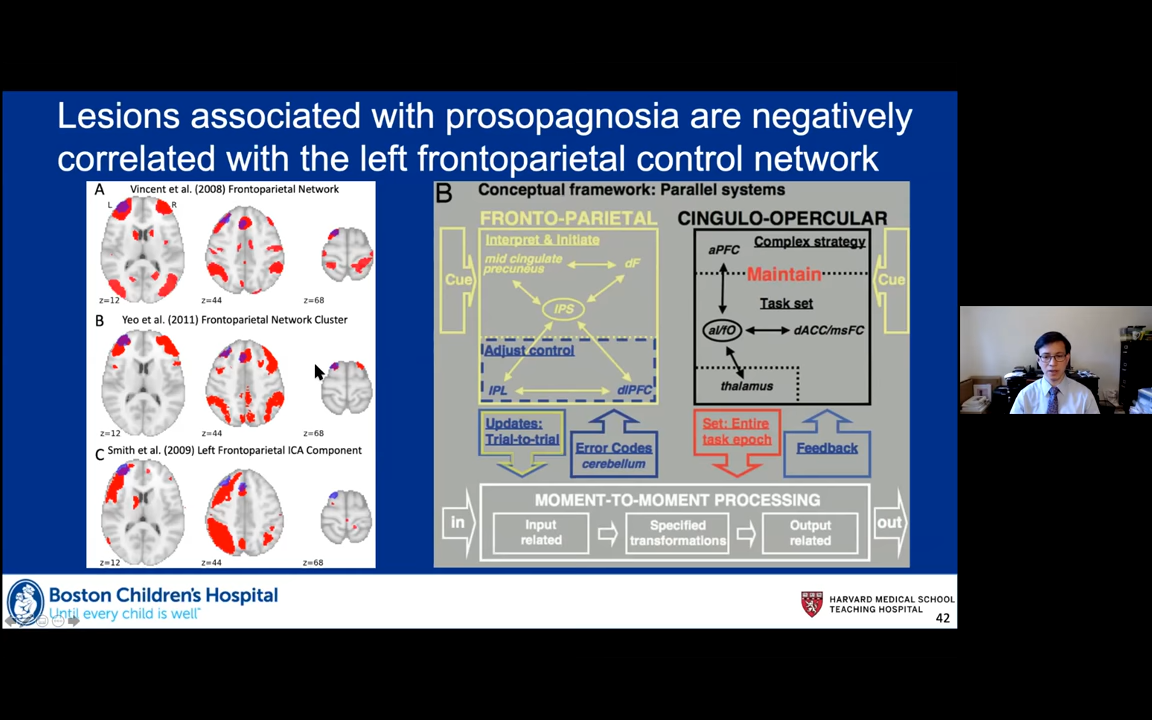 Lesions associated with prosopagnosia are negatively
correlated with the left frontoparietal control network
A
Vincent et al. (2008) Frontoparietal Network
L
R
z=12
z=44
z=68
B
Yeo et al. (2011) Frontoparietal Network Cluster
z=12
z=44
z=68
C
Smith et al. (2009) Left Frontoparietal ICA Component
z=12
z=44
z=68
B
Conceptual framework: Parallel systems
FRONTO-PARIETAL
Cue
Interpret & Initiate
mid cingulate
precuneus
dF
IPS
Adjust control
IPL
dlPFC
CINGULO-OPERCULAR
Cue
aPFC
Complex strategy
Maintain
Task set
aI/fO
dACC/msFC
thalamus
Updates:
Trial-to-trial
Error Codes
cerebellum
Set: Entire
task epoch
Feedback
in
MOMENT-TO-MOMENT PROCESSING
Input
related
Specified
transformations
Output
related
out
Boston Children's Hospital
Until every child is well™
HARVARD MEDICAL SCHOOL
TEACHING HOSPITAL
42